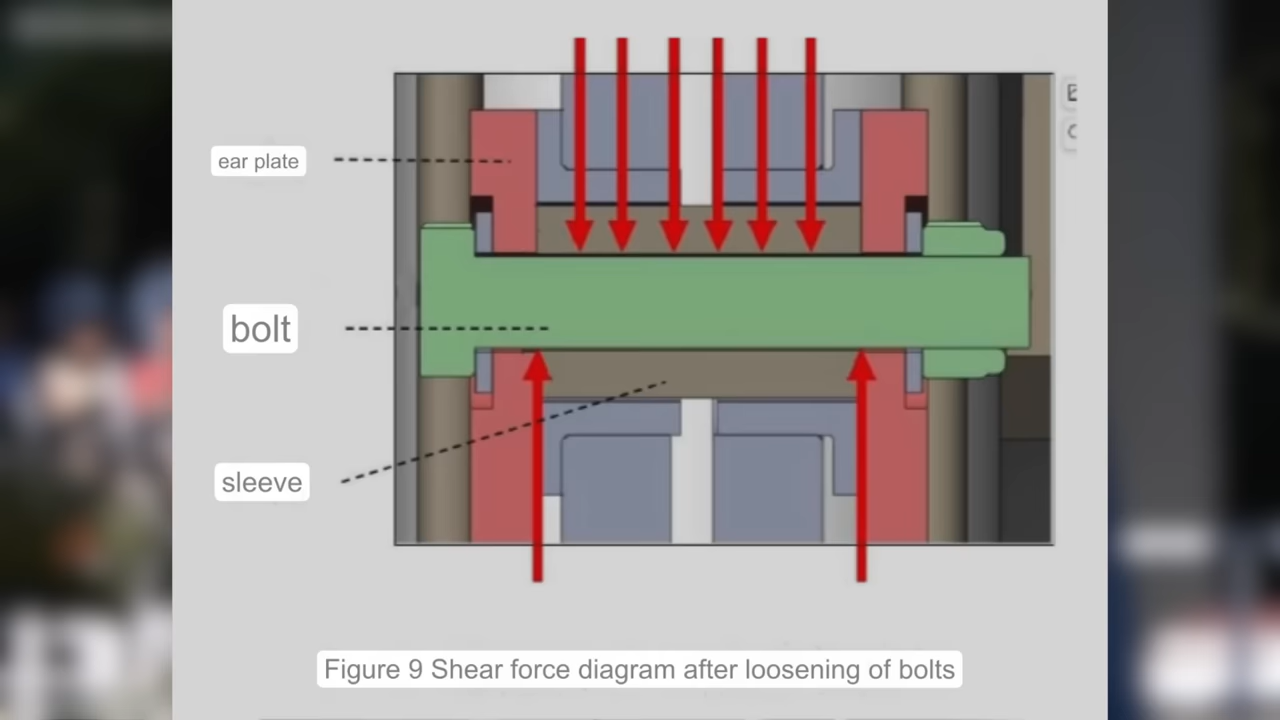 ear plate
bolt
sleeve
Figure 9 Shear force diagram after loosening of bolts